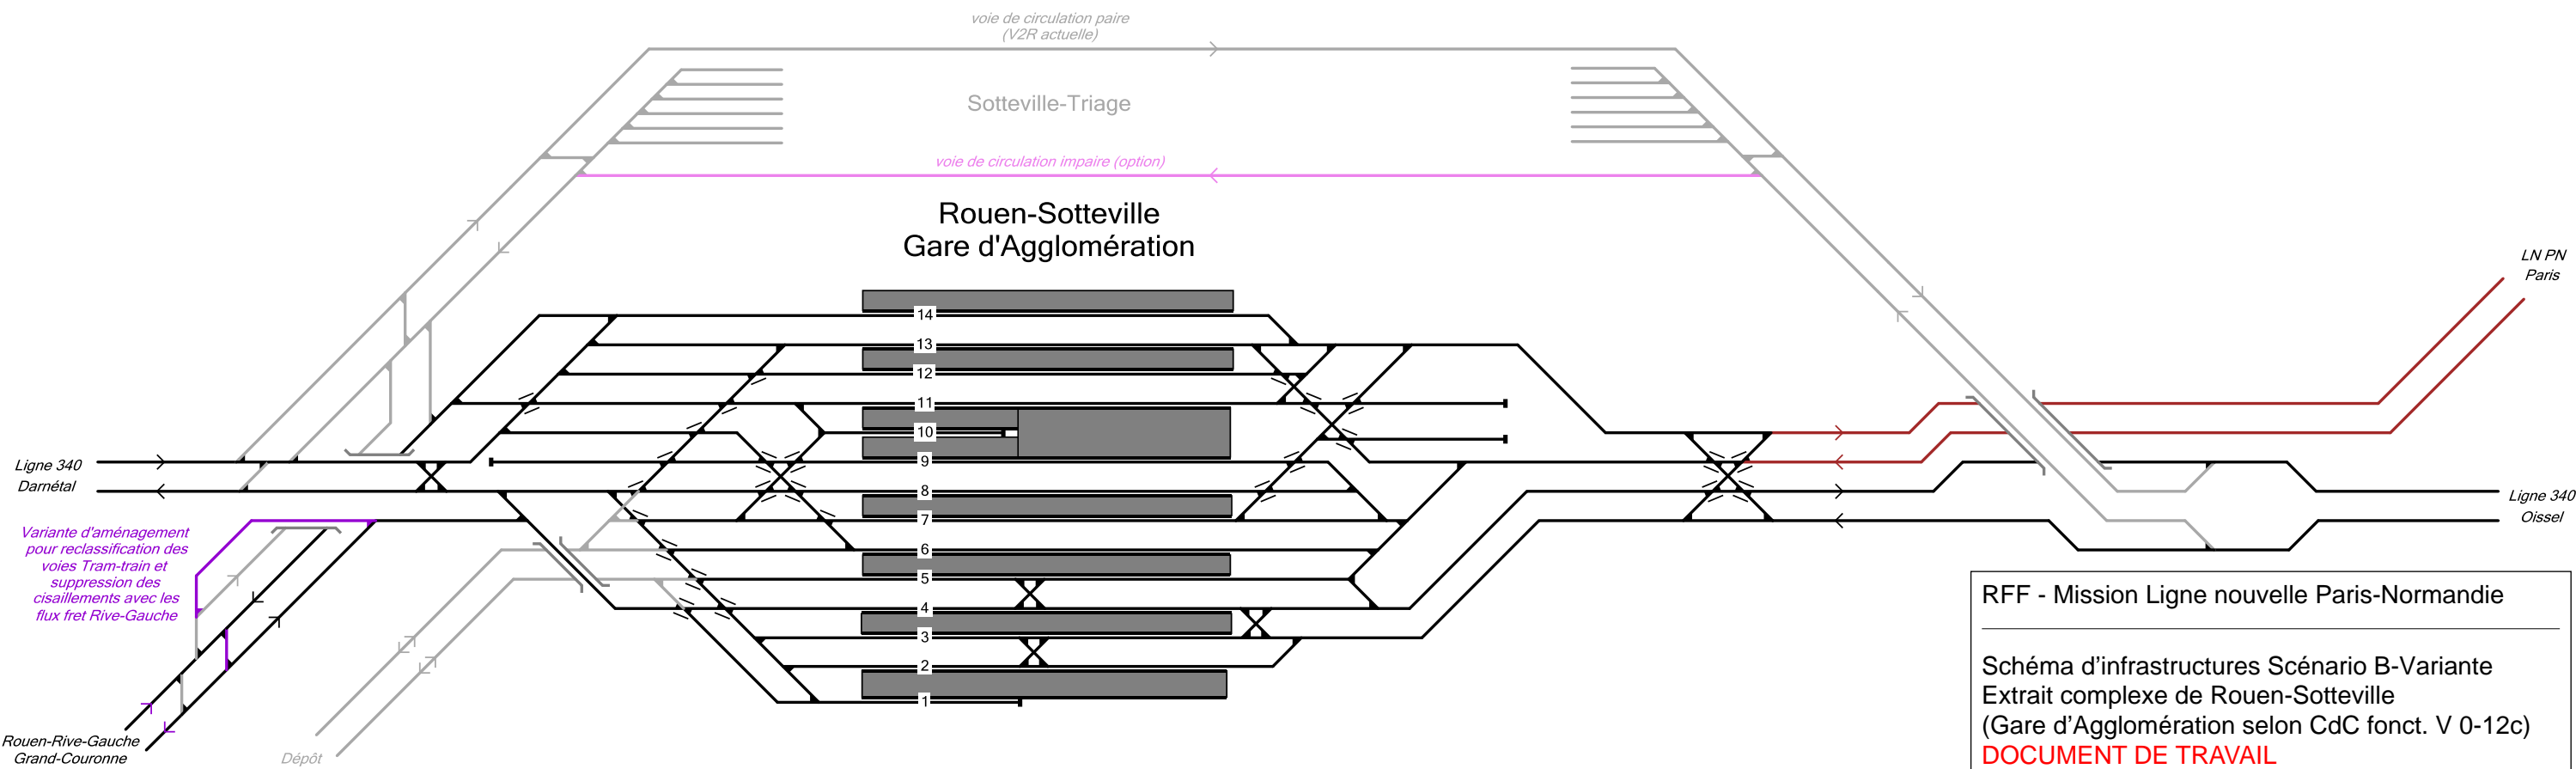 voie de circulation paire
(V2R actuelle)
Sotteville-Triage
voie de circulation impaire (option)
Rouen-Sotteville
Gare d'Agglomération
LN PN
Paris
14
13
12
11
10
9
8
7
6
5
4
3
2
1
Ligne 340
Darnétal
Ligne 340
Oissel
Variante d'aménagement
pour reclassification des
voies Tram-train et
suppression des
cisaillements avec les
flux fret Rive-Gauche
Rouen-Rive-Gauche
Grand-Couronne
Dépôt
RFF - Mission Ligne nouvelle Paris-Normandie
Schéma d'infrastructures Scénario B-Variante
Extrait complexe de Rouen-Sotteville
(Gare d'Agglomération selon CdC fonct. V 0-12c)
DOCUMENT DE TRAVAIL